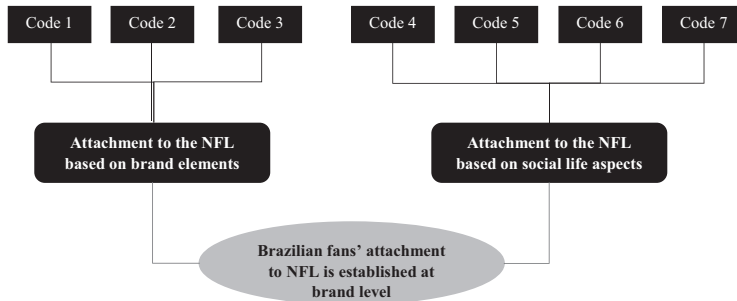 Code 1
Code 2
Code 3
Code 4
Code 5
Code 6
Code 7
Attachment to the NFL
based on brand elements
Attachment to the NFL
based on social life aspects
Brazilian fans’ attachment
to NFL is established at
brand level